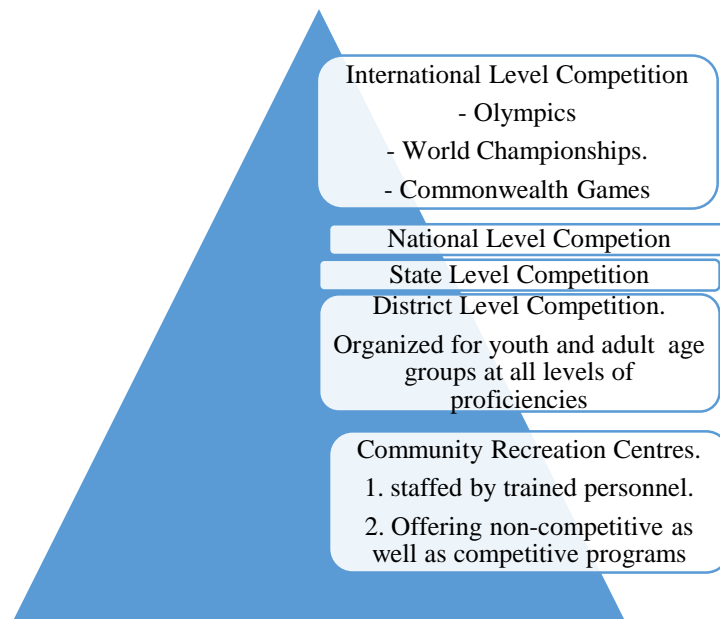 International Level Competition
- Olympics
- World Championships.
- Commonwealth Games
National Level Competion
State Level Competition
District Level Competition.
Organized for youth and adult age
groups at all levels of
proficiencies
Community Recreation Centres.
1. staffed by trained personnel.
2. Offering non-competitive as
well as competitive programs